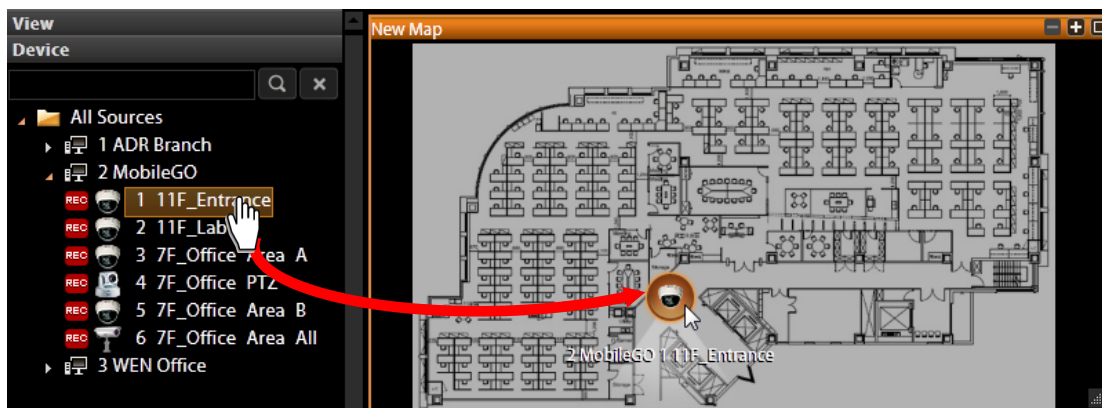 View
Device
All Sources
1 ADR Branch
2 MobileGO
REC 1 11F_Entrance
REC 2 11F_Lab
REC 3 7F_Office Area A
REC 4 7F_Office PTZ
REC 5 7F_Office Area B
REC 6 7F_Office Area All
3 WEN Office
New Map
Storage
2 MobileGO 1 11F_Entrance
Storage